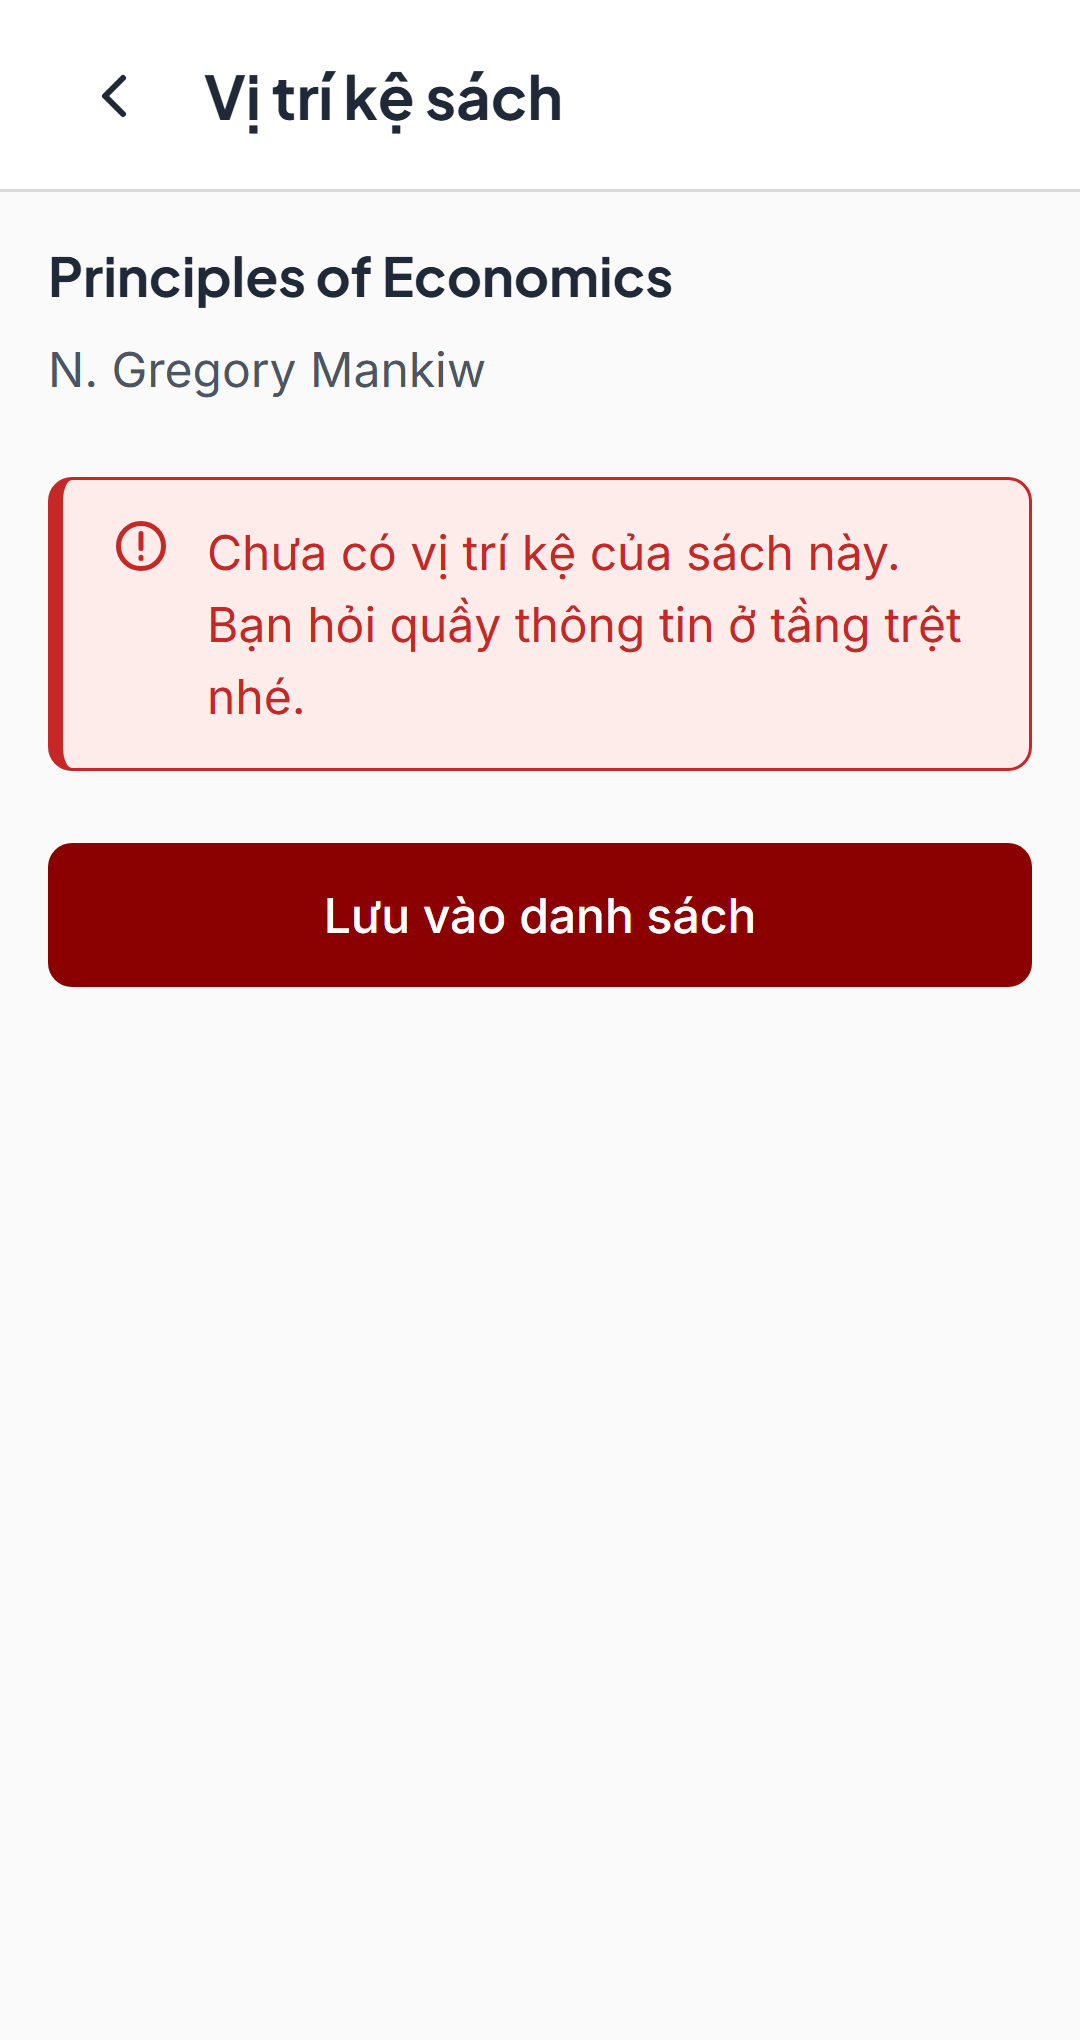 Vị trí kệ sách
Principles of Economics
N. Gregory Mankiw
Chưa có vị trí kệ của sách này.
Bạn hỏi quầy thông tin ở tầng trệt
nhé.
Lưu vào danh sách